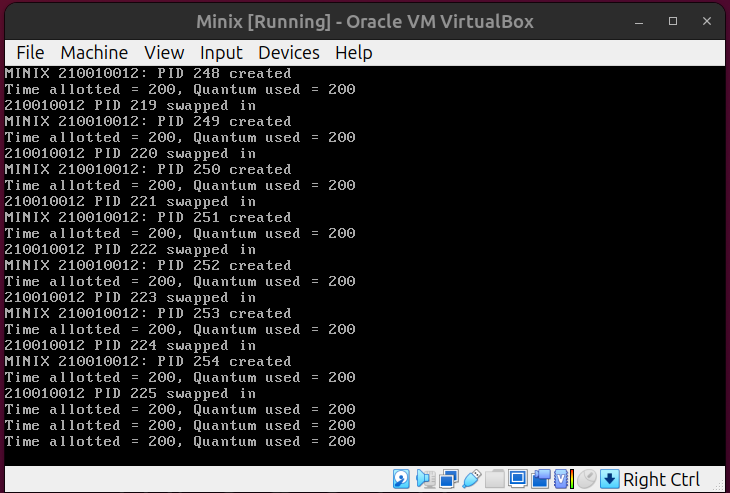 Minix [Running] - Oracle VM VirtualBox
File Machine View Input Devices Help
MINIX 210010012: PID 248 created
Time allotted = 200, Quantum used = 200
210010012 PID 219 swapped in
MINIX 210010012: PID 249 created
Time allotted = 200, Quantum used = 200
210010012 PID 220 swapped in
MINIX 210010012: PID 250 created
Time allotted = 200, Quantum used = 200
210010012 PID 221 swapped in
MINIX 210010012: PID 251 created
Time allotted = 200, Quantum used = 200
210010012 PID 222 swapped in
MINIX 210010012: PID 252 created
Time allotted = 200, Quantum used = 200
210010012 PID 223 swapped in
MINIX 210010012: PID 253 created
Time allotted = 200, Quantum used = 200
210010012 PID 224 swapped in
MINIX 210010012: PID 254 created
Time allotted = 200, Quantum used = 200
210010012 PID 225 swapped in
Time allotted = 200, Quantum used = 200
Time allotted = 200, Quantum used = 200
Time allotted = 200, Quantum used = 200
Right Ctrl